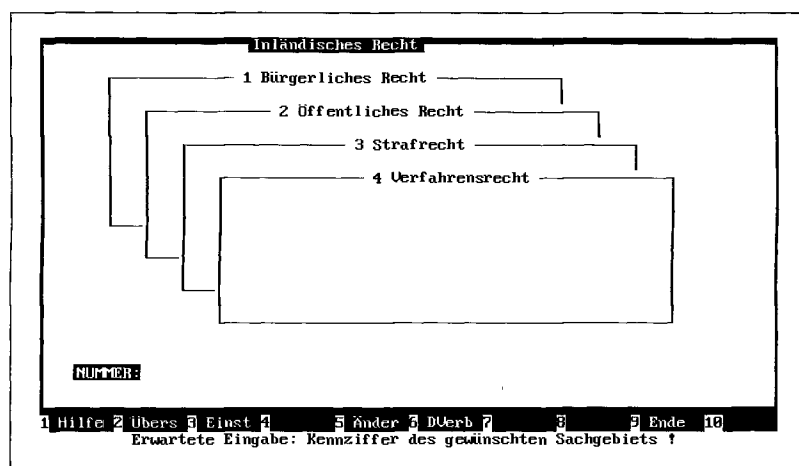 Inländisches Recht
1 Bürgerliches Recht
2 Öffentliches Recht
3 Strafrecht
4 Verfahrensrecht
NUMMER:
1 Hilfe 2 Übers 3 Einst 4 5 Änder 6 DVerb 7 8 9 Ende 10
Erwartete Eingabe: Kennziffer des gewünschten Sachgebiets !